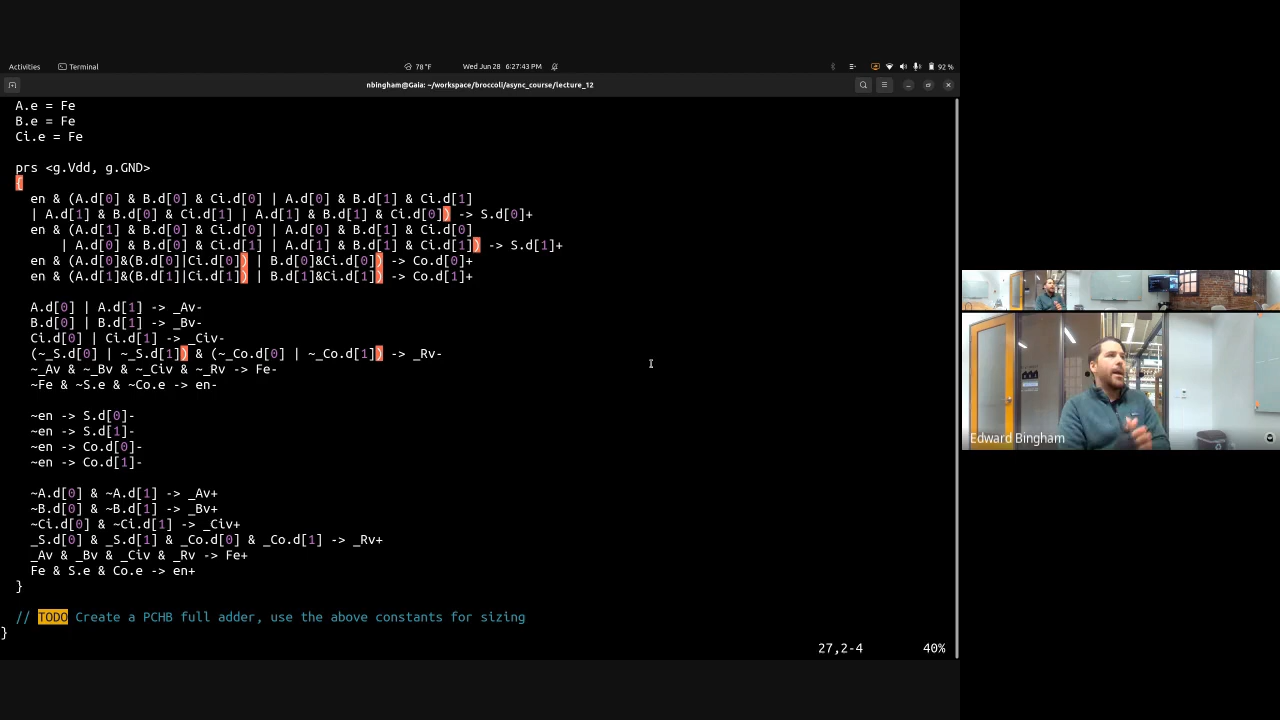 Activities Terminal 78 °F Wed Jun 28 6:27:43 PM 92 %
nbingham@Gaia: ~/workspace/broccoli/async_course/lecture_12
A.e = Fe
B.e = Fe
Ci.e = Fe
prs <g.Vdd, g.GND>
{
en & (A.d[0] & B.d[0] & Ci.d[0] | A.d[0] & B.d[1] & Ci.d[1]
| A.d[1] & B.d[0] & Ci.d[1] | A.d[1] & B.d[1] & Ci.d[0]) -> S.d[0]+
en & (A.d[1] & B.d[0] & Ci.d[0] | A.d[0] & B.d[1] & Ci.d[0]
| A.d[0] & B.d[0] & Ci.d[1] | A.d[1] & B.d[1] & Ci.d[1]) -> S.d[1]+
en & (A.d[0]&(B.d[0]|Ci.d[0]) | B.d[0]&Ci.d[0]) -> Co.d[0]+
en & (A.d[1]&(B.d[1]|Ci.d[1]) | B.d[1]&Ci.d[1]) -> Co.d[1]+
A.d[0] | A.d[1] -> _Av-
B.d[0] | B.d[1] -> _Bv-
Ci.d[0] | Ci.d[1] -> _Civ-
(~_S.d[0] | ~_S.d[1]) & (~_Co.d[0] | ~_Co.d[1]) -> _Rv-
~_Av & ~_Bv & ~_Civ & ~_Rv -> Fe-
~Fe & ~S.e & ~Co.e -> en-
~en -> S.d[0]-
~en -> S.d[1]-
~en -> Co.d[0]-
~en -> Co.d[1]-
~A.d[0] & ~A.d[1] -> _Av+
~B.d[0] & ~B.d[1] -> _Bv+
~Ci.d[0] & ~Ci.d[1] -> _Civ+
_S.d[0] & _S.d[1] & _Co.d[0] & _Co.d[1] -> _Rv+
_Av & _Bv & _Civ & _Rv -> Fe+
Fe & S.e & Co.e -> en+
}
// TODO Create a PCHB full adder, use the above constants for sizing
}
27,2-4 40%
Edward Bingham